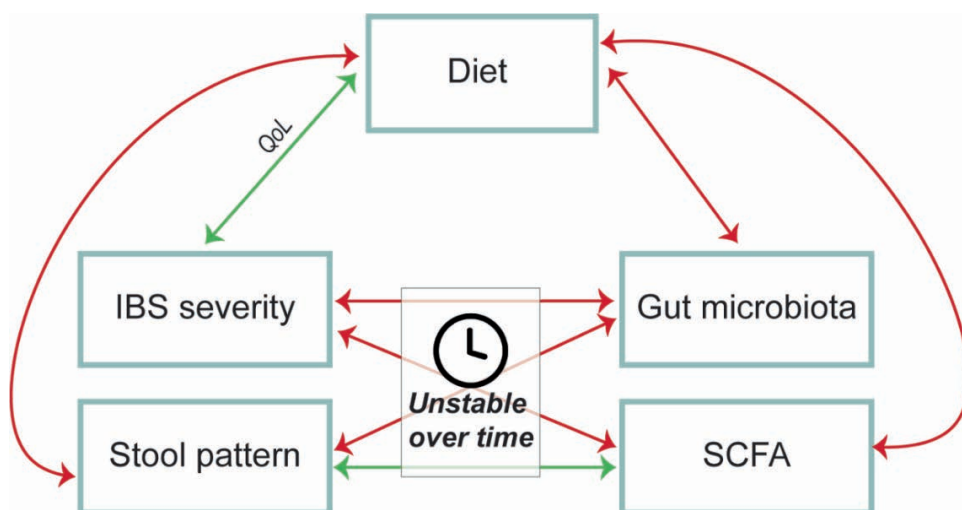 Diet
QoL
IBS severity
Gut microbiota
Unstable
over time
Stool pattern
SCFA